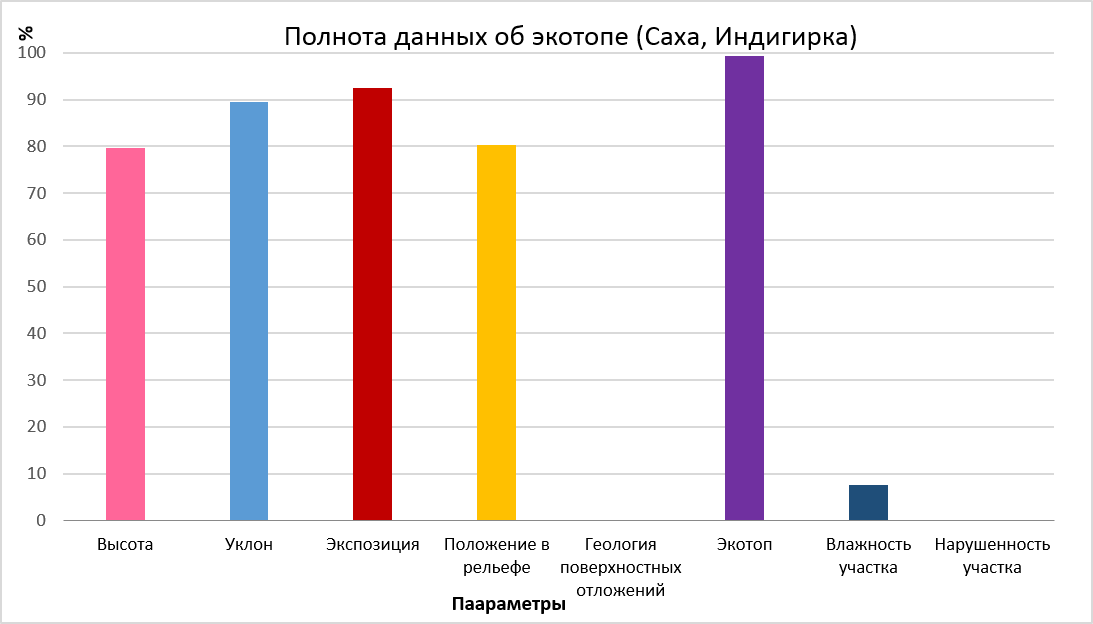 %
Полнота данных об экотопе (Саха, Индигирка)
100
90
80
70
60
50
40
30
20
10
0
Высота
Уклон
Экспозиция
Положение в
рельефе
Геология
поверхностных
отложений
Экотоп
Влажность
участка
Нарушенность
участка
Паараметры